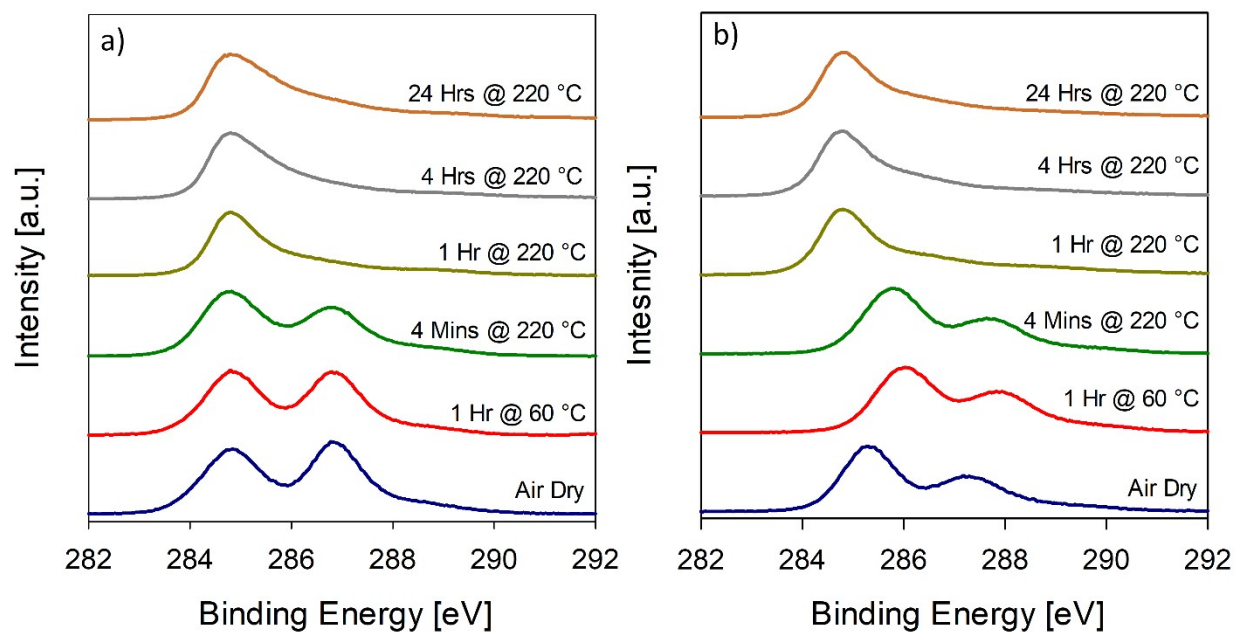 a)
24 Hrs @ 220 °C
4 Hrs @ 220 °C
1 Hr @ 220 °C
4 Mins @ 220 °C
1 Hr @ 60 °C
Air Dry
Intensity [a.u.]
282 284 286 288 290 292
Binding Energy [eV]
b)
24 Hrs @ 220 °C
4 Hrs @ 220 °C
1 Hr @ 220 °C
4 Mins @ 220 °C
1 Hr @ 60 °C
Air Dry
Intesnity [a.u.]
282 284 286 288 290 292
Binding Energy [eV]